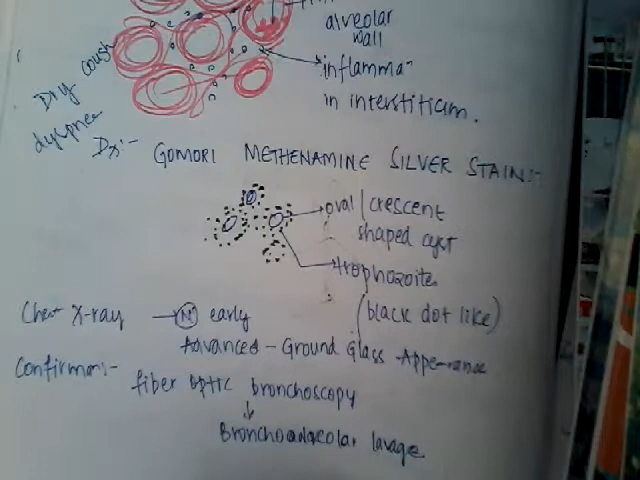 alveolar
wall
Dry cough
inflamma"
in interstitium.
dyspnea
Dx:- GOMORI METHENAMINE SILVER STAIN:-
oval / crescent
shaped cyst
trophozoite
(black dot like)
Chest X-ray → N early
Advanced - Ground Glass Appearance
Confirm:- fiber optic bronchoscopy
↓
Bronchoalveolar lavage